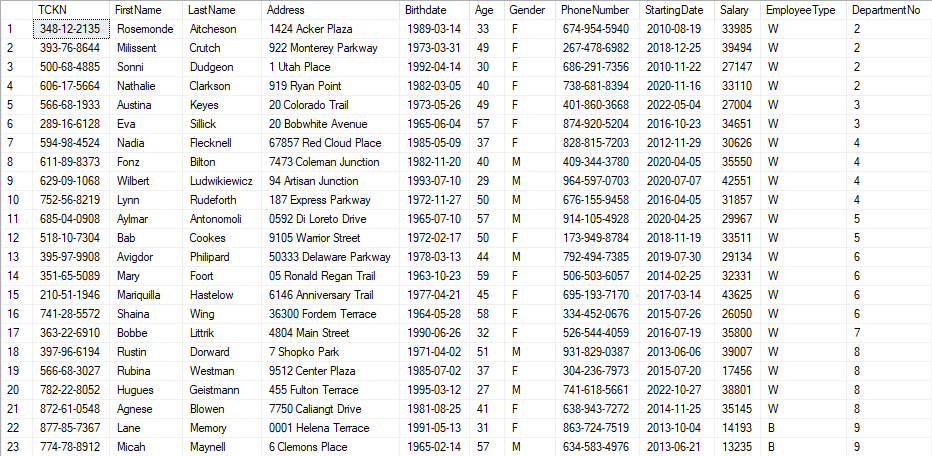 TCKN FirstName LastName Address Birthdate Age Gender PhoneNumber StartingDate Salary EmployeeType DepartmentNo
1 348-12-2135 Rosemonde Aitcheson 1424 Acker Plaza 1989-03-14 33 F 674-954-5940 2010-08-19 33985 W 2
2 393-76-8644 Milissent Crutch 922 Monterey Parkway 1973-03-31 49 F 267-478-6982 2018-12-25 39494 W 2
3 500-68-4885 Sonni Dudgeon 1 Utah Place 1992-04-14 30 F 686-291-7356 2010-11-22 27147 W 2
4 606-17-5664 Nathalie Clarkson 919 Ryan Point 1982-03-05 40 F 738-681-8394 2020-11-16 33110 W 2
5 566-68-1933 Austina Keyes 20 Colorado Trail 1973-05-26 49 F 401-860-3668 2022-05-04 27004 W 3
6 289-16-6128 Eva Sillick 20 Bobwhite Avenue 1965-06-04 57 F 874-920-5204 2016-10-23 34651 W 3
7 594-98-4524 Nadia Flecknell 67857 Red Cloud Place 1985-05-09 37 F 828-815-7203 2012-11-29 30626 W 4
8 611-89-8373 Fonz Bilton 7473 Coleman Junction 1982-11-20 40 M 409-344-3780 2020-04-05 35550 W 4
9 629-09-1068 Wilbert Ludwikiewicz 94 Artisan Junction 1993-07-10 29 M 964-597-0703 2020-07-07 42551 W 4
10 752-56-8219 Lynn Rudeforth 187 Express Parkway 1972-11-27 50 M 676-155-9458 2016-04-05 31857 W 4
11 685-04-0908 Aylmar Antonomoli 0592 Di Loreto Drive 1965-07-10 57 M 914-105-4928 2020-04-25 29967 W 5
12 518-10-7304 Bab Cookes 9105 Warrior Street 1972-02-17 50 F 173-949-8784 2018-11-19 33511 W 5
13 395-97-9908 Avigdor Philipard 50333 Delaware Parkway 1978-03-13 44 M 792-494-7385 2019-07-30 29134 W 6
14 351-65-5089 Mary Foort 05 Ronald Regan Trail 1963-10-23 59 F 506-503-6057 2014-02-25 32331 W 6
15 210-51-1946 Mariquilla Hastelow 6146 Anniversary Trail 1977-04-21 45 F 695-193-7170 2017-03-14 43625 W 6
16 741-28-5572 Shaina Wing 36300 Fordem Terrace 1964-05-28 58 F 334-452-0676 2015-07-26 26050 W 6
17 363-22-6910 Bobbe Littrik 4804 Main Street 1990-06-26 32 F 526-544-4059 2016-07-19 35800 W 7
18 397-96-6194 Rustin Dorward 7 Shopko Park 1971-04-02 51 M 931-829-0387 2013-06-06 39007 W 8
19 566-68-3027 Rubina Westman 9512 Center Plaza 1985-07-02 37 F 304-236-7973 2015-07-20 17456 W 8
20 782-22-8052 Hugues Geistmann 455 Fulton Terrace 1995-03-12 27 M 741-618-5661 2022-10-27 38801 W 8
21 872-61-0548 Agnese Blowen 7750 Caliangt Drive 1981-08-25 41 F 638-943-7272 2014-11-25 35145 W 8
22 877-85-7367 Lane Memory 0001 Helena Terrace 1991-05-13 31 F 863-724-7519 2013-10-04 14193 B 9
23 774-78-8912 Micah Maynell 6 Clemons Place 1965-02-14 57 M 634-583-4976 2013-06-21 13235 B 9